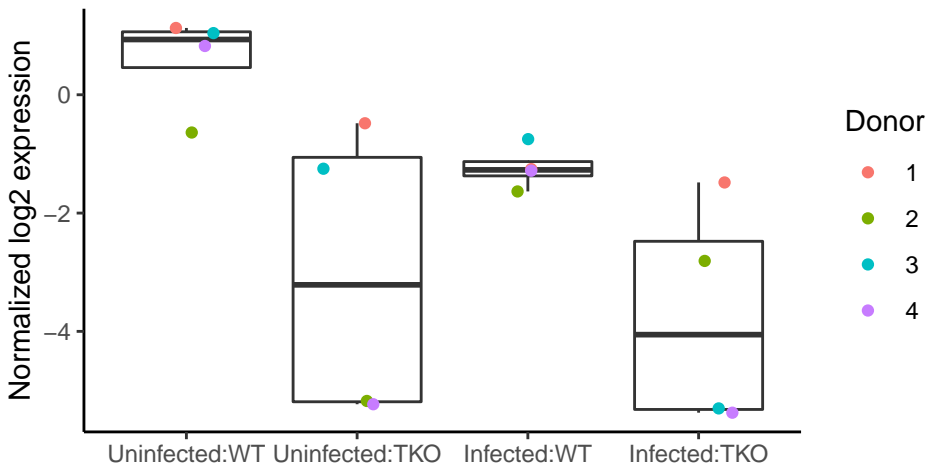 Normalized log2 expression
0
−2
−4
Uninfected:WT Uninfected:TKO Infected:WT Infected:TKO
Donor
1
2
3
4